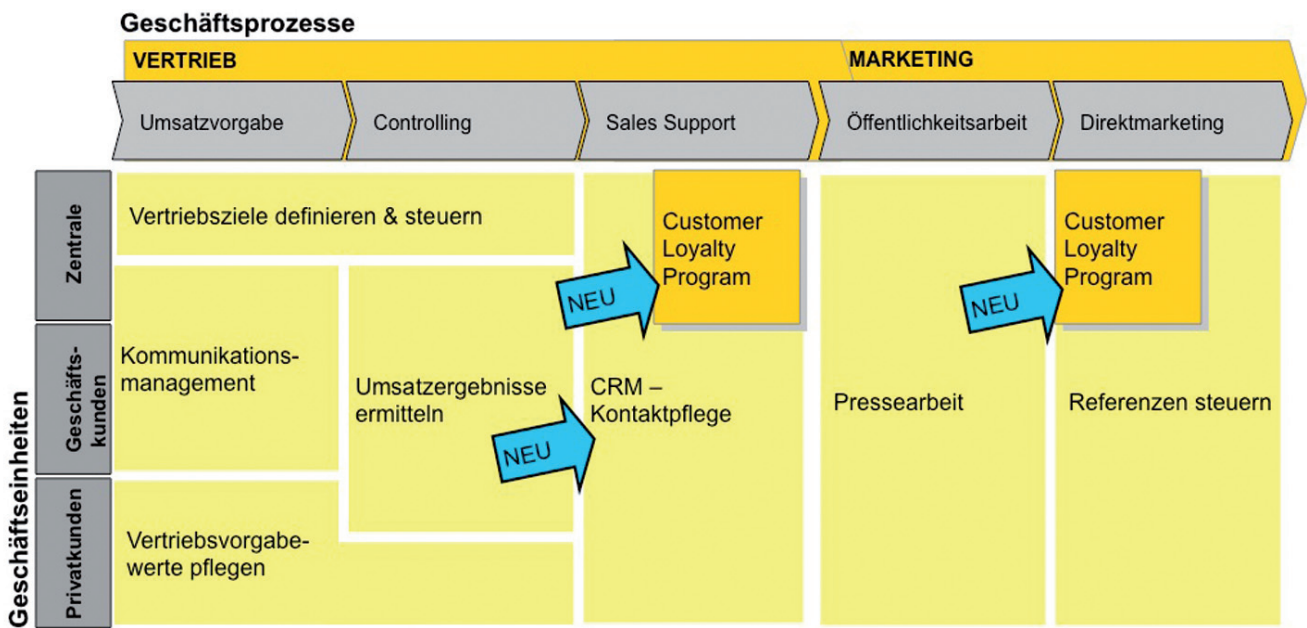 Geschäftsprozesse
VERTRIEB
MARKETING
Umsatzvorgabe
Controlling
Sales Support
Öffentlichkeitsarbeit
Direktmarketing
Geschäftseinheiten
Zentrale
Geschäfts-
kunden
Privatkunden
Vertriebsziele definieren & steuern
Customer
Loyalty
Program
NEU
Customer
Loyalty
Program
NEU
Kommunikations-
management
Umsatzergebnisse
ermitteln
NEU
CRM –
Kontaktpflege
Pressearbeit
Referenzen steuern
Vertriebsvorgabe-
werte pflegen